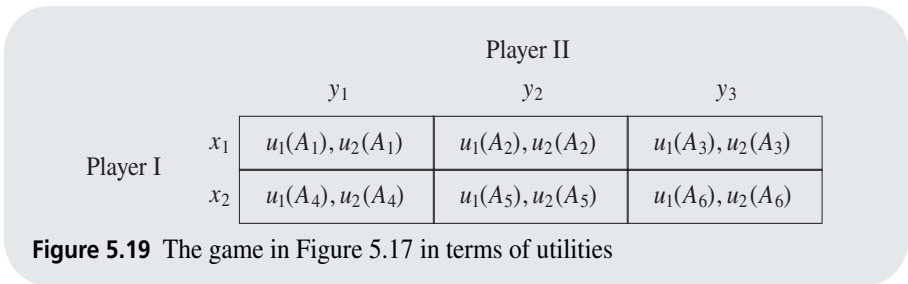 Player II
y₁ y₂ y₃
x₁ u₁(A₁), u₂(A₁) u₁(A₂), u₂(A₂) u₁(A₃), u₂(A₃)
Player I
x₂ u₁(A₄), u₂(A₄) u₁(A₅), u₂(A₅) u₁(A₆), u₂(A₆)
Figure 5.19 The game in Figure 5.17 in terms of utilities